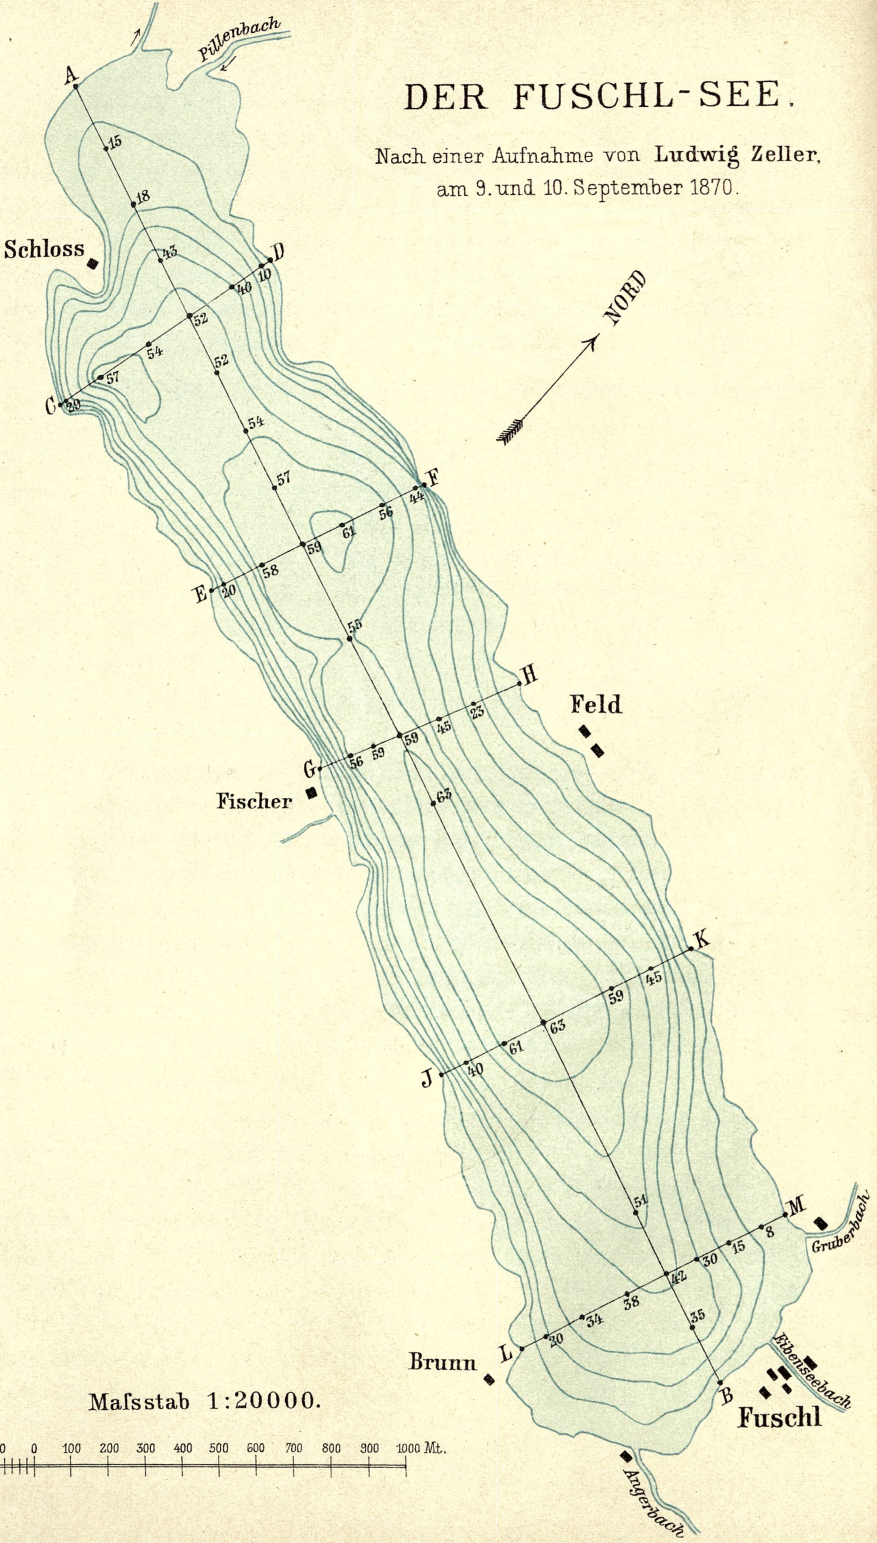 Pillenbach
A
DER FUSCHL-SEE.
Nach einer Aufnahme von Ludwig Zeller,
am 9. und 10. September 1870.
15
18
Schloss
43
D
10
40
NORD
52
54
57
C
29
52
54
57
F
44
56
61
59
58
20
E
55
H
Feld
23
45
59
59
56
G
Fischer
63
K
45
59
63
61
40
J
51
M
Gruberbach
8
15
30
42
38
34
20
L
35
Brunn
B
Eibenseebach
Fuschl
Maſsstab 1:20000.
0 0 100 200 300 400 500 600 700 800 900 1000 Mt.
Angerbach